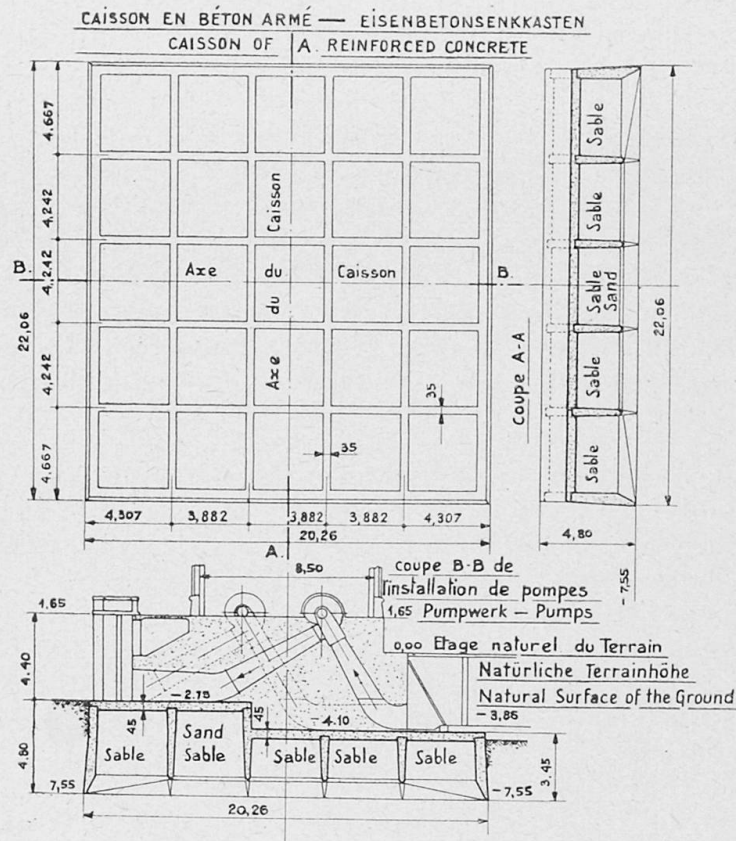 CAISSON EN BÉTON ARMÉ — EISENBETONSENKKASTEN
CAISSON OF A. REINFORCED CONCRETE
4,667
4,242
4,242
4,242
4,667
22,06
B.
B.
Caisson
Axe du Caisson
du
Axe
35
35
4,307 3,882 3,882 3,882 4,307
20,26
A.
Coupe A-A
Sable
Sable
Sable
Sand
Sable
Sable
22,06
4,80
- 7,55
8,50
coupe B-B de
l'installation de pompes
1,65 Pumpwerk – Pumps
0,00 Etage naturel du Terrain
Natürliche Terrainhöhe
Natural Surface of the Ground
1,65
4,40
4,80
- 2.75
- 4.10
- 3,85
45
45
Sable
Sand
Sable
Sable
Sable
Sable
7,55
- 7,55
3,45
20,26